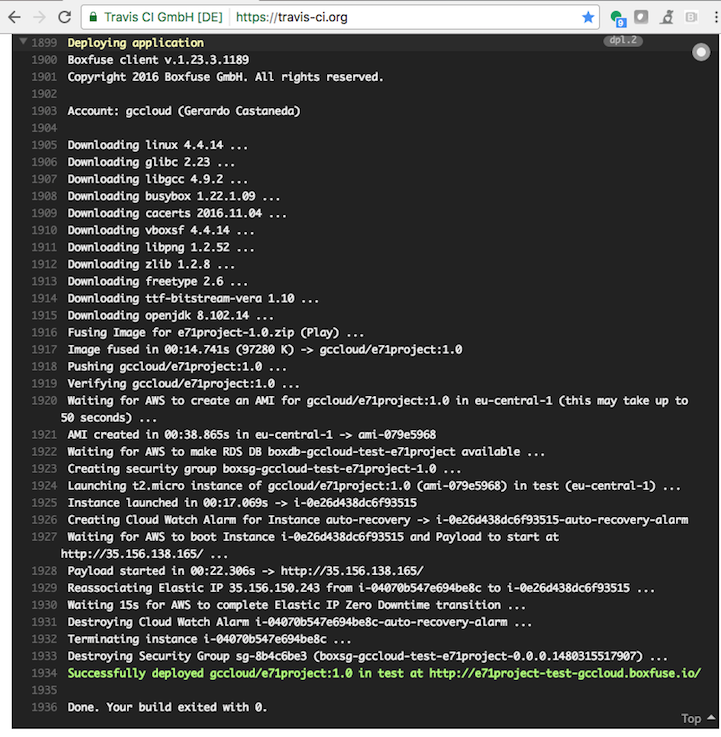 Travis CI GmbH [DE] https://travis-ci.org
9
1899 Deploying application dpl.2
1900 Boxfuse client v.1.23.3.1189
1901 Copyright 2016 Boxfuse GmbH. All rights reserved.
1902
1903 Account: gccloud (Gerardo Castaneda)
1904
1905 Downloading linux 4.4.14 ...
1906 Downloading glibc 2.23 ...
1907 Downloading libgcc 4.9.2 ...
1908 Downloading busybox 1.22.1.09 ...
1909 Downloading cacerts 2016.11.04 ...
1910 Downloading vboxsf 4.4.14 ...
1911 Downloading libpng 1.2.52 ...
1912 Downloading zlib 1.2.8 ...
1913 Downloading freetype 2.6 ...
1914 Downloading ttf-bitstream-vera 1.10 ...
1915 Downloading openjdk 8.102.14 ...
1916 Fusing Image for e71project-1.0.zip (Play) ...
1917 Image fused in 00:14.741s (97280 K) -> gccloud/e71project:1.0
1918 Pushing gccloud/e71project:1.0 ...
1919 Verifying gccloud/e71project:1.0 ...
1920 Waiting for AWS to create an AMI for gccloud/e71project:1.0 in eu-central-1 (this may take up to
50 seconds) ...
1921 AMI created in 00:38.865s in eu-central-1 -> ami-079e5968
1922 Waiting for AWS to make RDS DB boxdb-gccloud-test-e71project available ...
1923 Creating security group boxsg-gccloud-test-e71project-1.0 ...
1924 Launching t2.micro instance of gccloud/e71project:1.0 (ami-079e5968) in test (eu-central-1) ...
1925 Instance launched in 00:17.069s -> i-0e26d438dc6f93515
1926 Creating Cloud Watch Alarm for Instance auto-recovery -> i-0e26d438dc6f93515-auto-recovery-alarm
1927 Waiting for AWS to boot Instance i-0e26d438dc6f93515 and Payload to start at
http://35.156.138.165/ ...
1928 Payload started in 00:22.306s -> http://35.156.138.165/
1929 Reassociating Elastic IP 35.156.150.243 from i-04070b547e694be8c to i-0e26d438dc6f93515 ...
1930 Waiting 15s for AWS to complete Elastic IP Zero Downtime transition ...
1931 Destroying Cloud Watch Alarm i-04070b547e694be8c-auto-recovery-alarm ...
1932 Terminating instance i-04070b547e694be8c ...
1933 Destroying Security Group sg-8b4c6be3 (boxsg-gccloud-test-e71project-0.0.0.1480315517907) ...
1934 Successfully deployed gccloud/e71project:1.0 in test at http://e71project-test-gccloud.boxfuse.io/
1935
1936 Done. Your build exited with 0.
Top